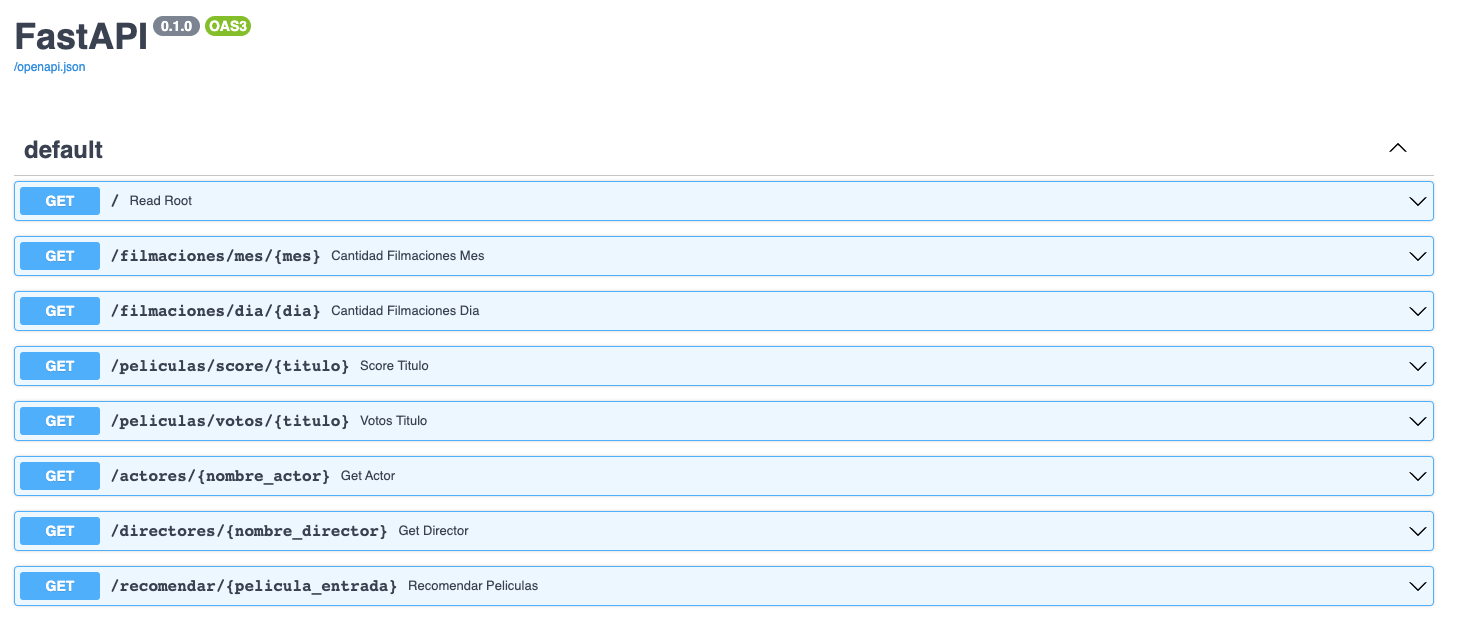 FastAPI 0.1.0 OAS3
/openapi.json
default
GET / Read Root
GET /filmaciones/mes/{mes} Cantidad Filmaciones Mes
GET /filmaciones/dia/{dia} Cantidad Filmaciones Dia
GET /peliculas/score/{titulo} Score Titulo
GET /peliculas/votos/{titulo} Votos Titulo
GET /actores/{nombre_actor} Get Actor
GET /directores/{nombre_director} Get Director
GET /recomendar/{pelicula_entrada} Recomendar Peliculas